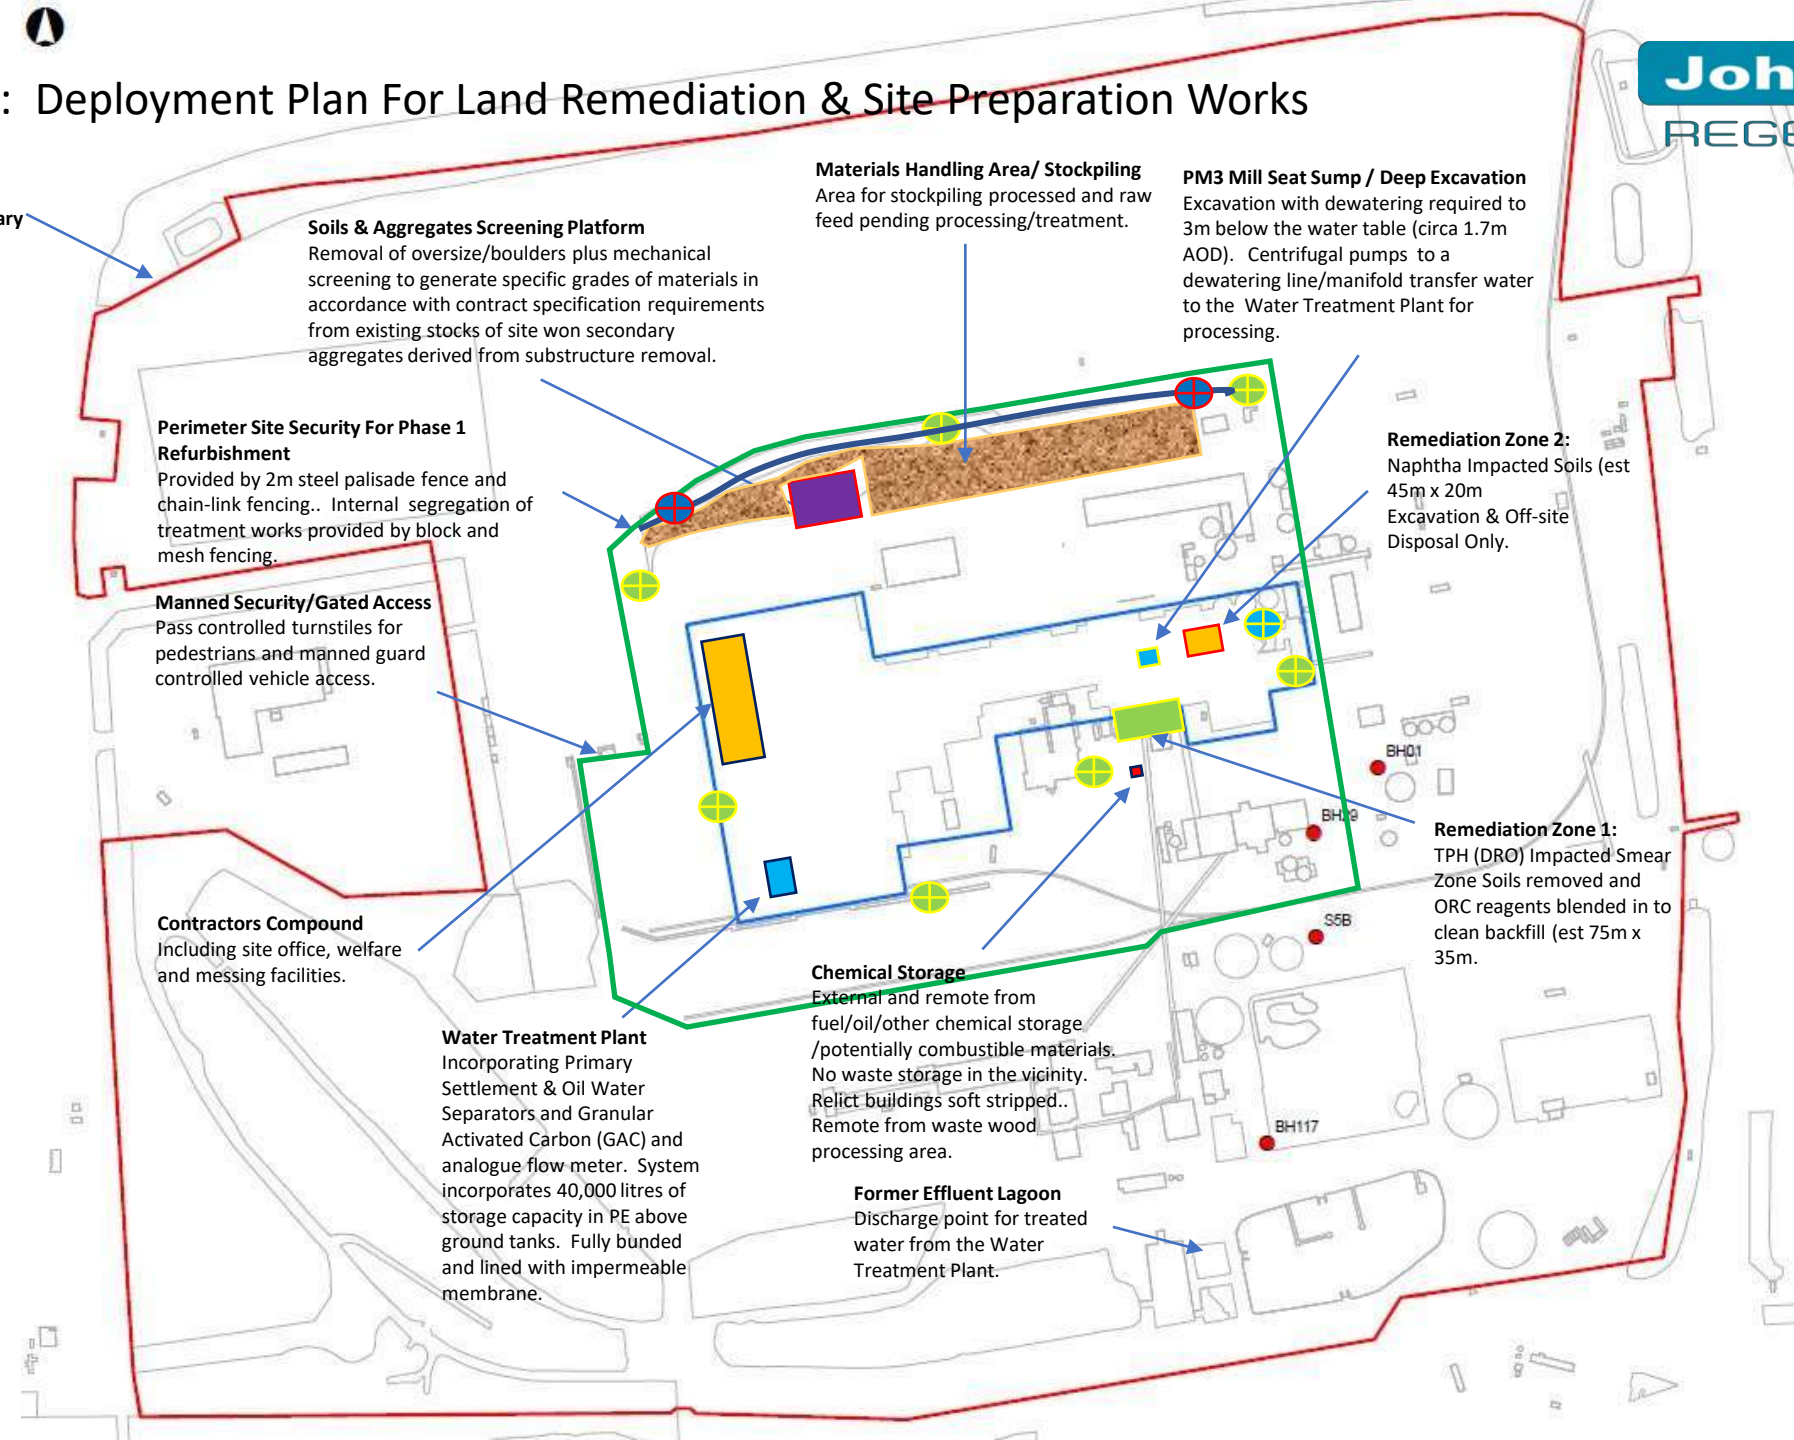 : Deployment Plan For Land Remediation & Site Preparation Works
Joh
REGE
ary
Soils & Aggregates Screening Platform
Removal of oversize/boulders plus mechanical
screening to generate specific grades of materials in
accordance with contract specification requirements
from existing stocks of site won secondary
aggregates derived from substructure removal.
Materials Handling Area/ Stockpiling
Area for stockpiling processed and raw
feed pending processing/treatment.
PM3 Mill Seat Sump / Deep Excavation
Excavation with dewatering required to
3m below the water table (circa 1.7m
AOD). Centrifugal pumps to a
dewatering line/manifold transfer water
to the Water Treatment Plant for
processing.
Perimeter Site Security For Phase 1
Refurbishment
Provided by 2m steel palisade fence and
chain-link fencing.. Internal segregation of
treatment works provided by block and
mesh fencing.
Remediation Zone 2:
Naphtha Impacted Soils (est
45m x 20m
Excavation & Off-site
Disposal Only.
Manned Security/Gated Access
Pass controlled turnstiles for
pedestrians and manned guard
controlled vehicle access.
BH01
BH29
Remediation Zone 1:
TPH (DRO) Impacted Smear
Zone Soils removed and
ORC reagents blended in to
clean backfill (est 75m x
35m.
S5B
Contractors Compound
Including site office, welfare
and messing facilities.
Chemical Storage
External and remote from
fuel/oil/other chemical storage
/potentially combustible materials.
No waste storage in the vicinity.
Relict buildings soft stripped..
Remote from waste wood
processing area.
Water Treatment Plant
Incorporating Primary
Settlement & Oil Water
Separators and Granular
Activated Carbon (GAC) and
analogue flow meter. System
incorporates 40,000 litres of
storage capacity in PE above
ground tanks. Fully bunded
and lined with impermeable
membrane.
BH117
Former Effluent Lagoon
Discharge point for treated
water from the Water
Treatment Plant.